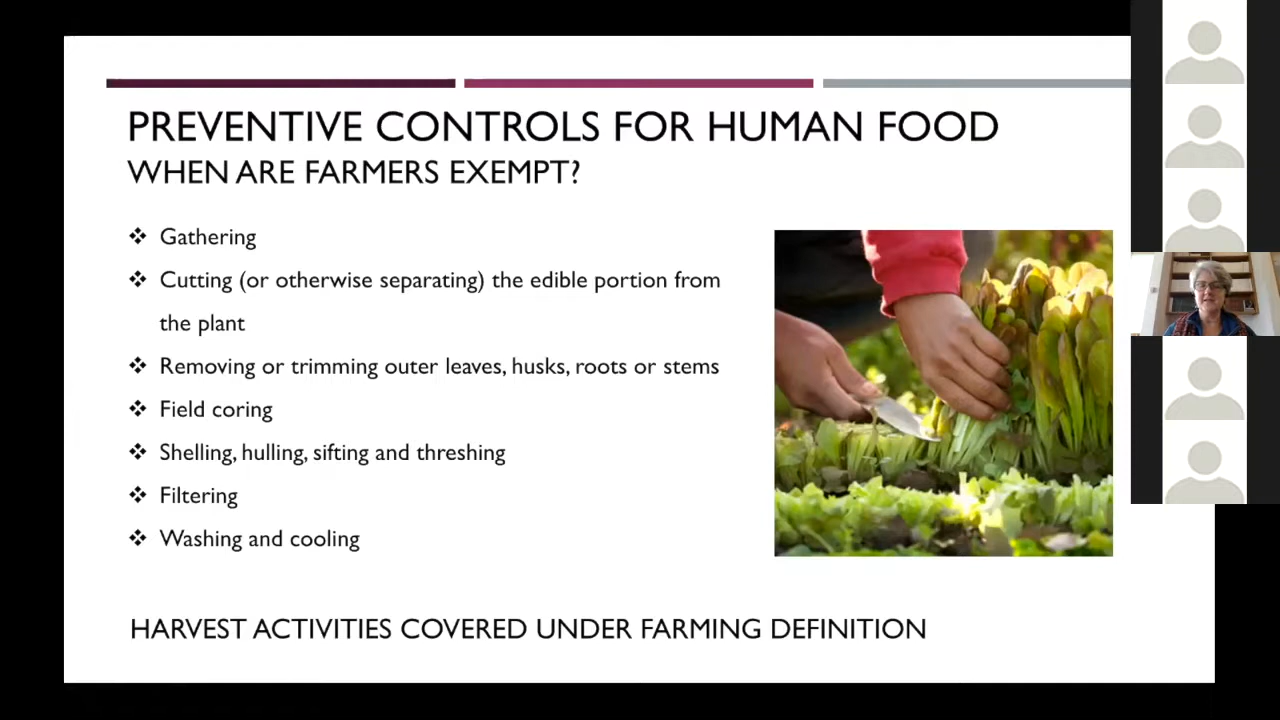 PREVENTIVE CONTROLS FOR HUMAN FOOD
WHEN ARE FARMERS EXEMPT?
❖ Gathering
❖ Cutting (or otherwise separating) the edible portion from
the plant
❖ Removing or trimming outer leaves, husks, roots or stems
❖ Field coring
❖ Shelling, hulling, sifting and threshing
❖ Filtering
❖ Washing and cooling
HARVEST ACTIVITIES COVERED UNDER FARMING DEFINITION